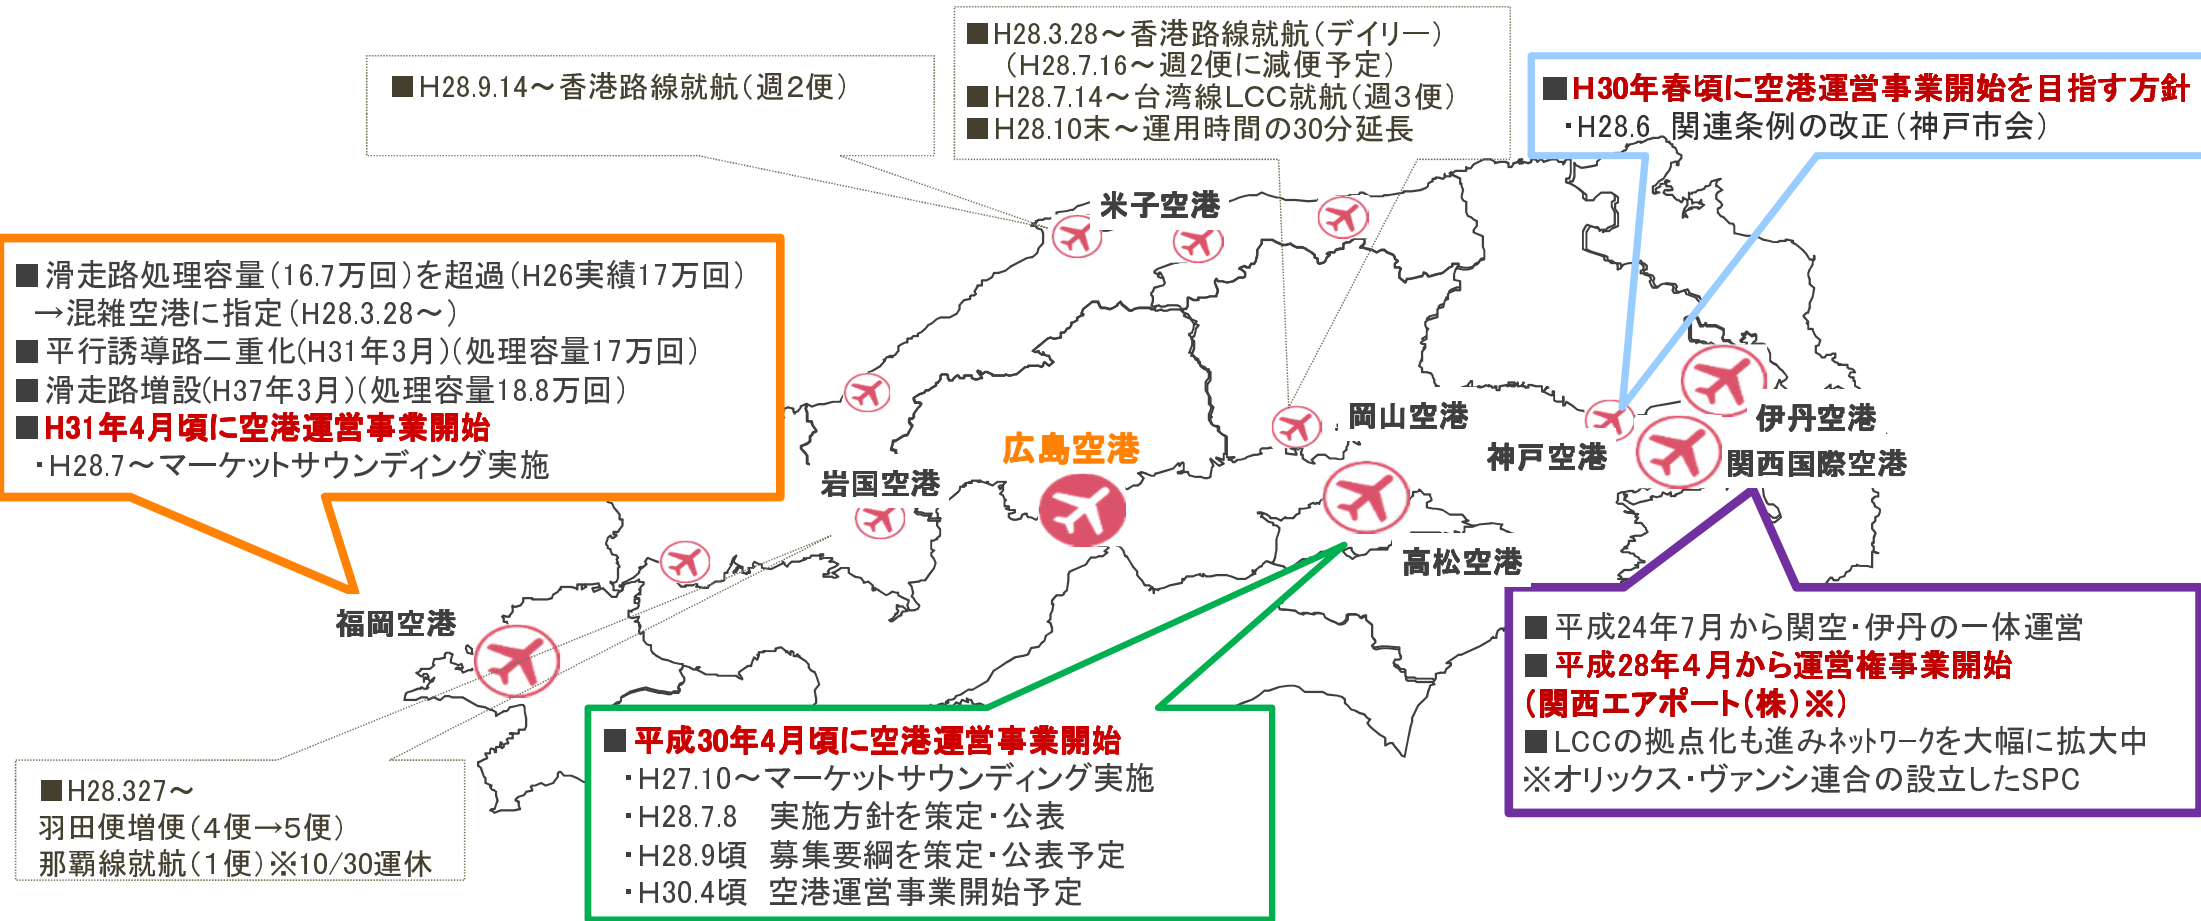 ■H28.9.14～香港路線就航（週２便）
■H28.3.28～香港路線就航（デイリー）
（H28.7.16～週2便に減便予定）
■H28.7.14～台湾線ＬＣＣ就航（週３便）
■H28.10末～運用時間の30分延長
■H30年春頃に空港運営事業開始を目指す方針
・H28.6　関連条例の改正（神戸市会）
米子空港
■滑走路処理容量（16.7万回）を超過（H26実績17万回）
→混雑空港に指定（H28.3.28～）
■平行誘導路二重化(H31年3月)（処理容量17万回）
■滑走路増設(H37年3月)（処理容量18.8万回）
■H31年4月頃に空港運営事業開始
・H28.7～マーケットサウンディング実施
岡山空港
伊丹空港
広島空港
神戸空港
関西国際空港
岩国空港
高松空港
福岡空港
■平成24年7月から関空・伊丹の一体運営
■平成28年４月から運営権事業開始
（関西エアポート（株）※）
■LCCの拠点化も進みネットワークを大幅に拡大中
※オリックス・ヴァンシ連合の設立したSPC
■平成30年4月頃に空港運営事業開始
・H27.10～マーケットサウンディング実施
・H28.7.8　実施方針を策定・公表
・H28.9頃　募集要綱を策定・公表予定
・H30.4頃　空港運営事業開始予定
■H28.327～
羽田便増便（４便→５便）
那覇線就航（１便）※10/30運休